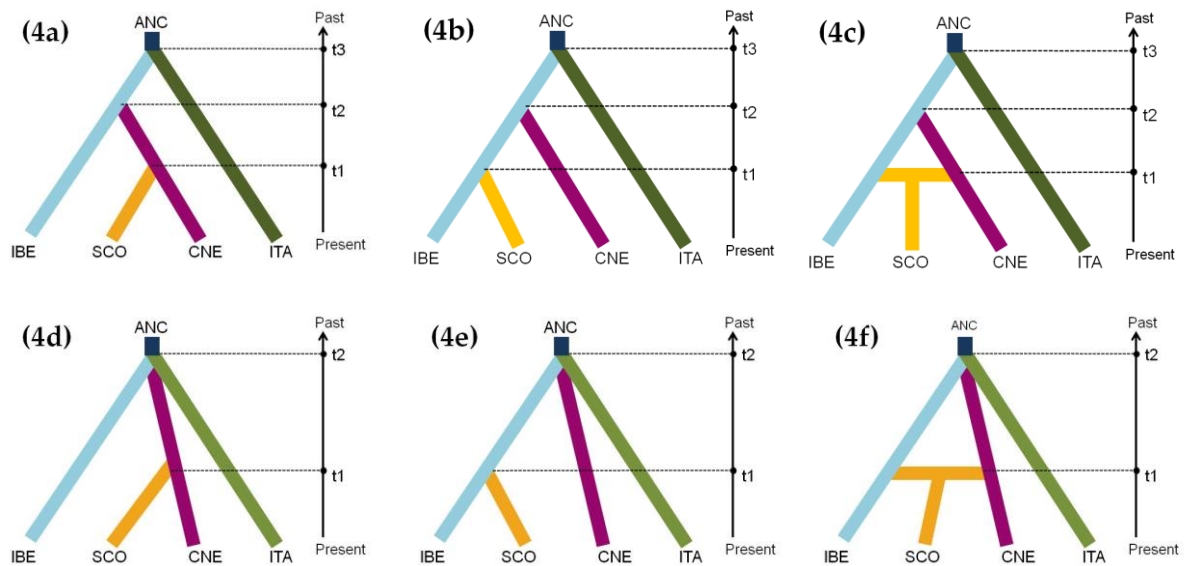 (4a)
ANC
Past
t3
t2
t1
Present
IBE SCO CNE ITA
(4b)
ANC
Past
t3
t2
t1
Present
IBE SCO CNE ITA
(4c)
ANC
Past
t3
t2
t1
Present
IBE SCO CNE ITA
(4d)
ANC
Past
t2
t1
Present
IBE SCO CNE ITA
(4e)
ANC
Past
t2
t1
Present
IBE SCO CNE ITA
(4f)
ANC
Past
t2
t1
Present
IBE SCO CNE ITA